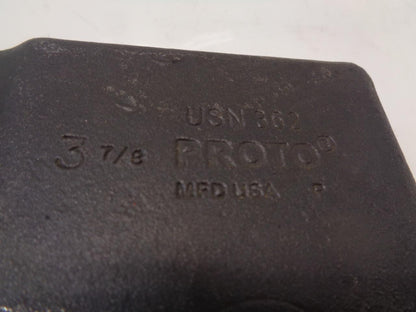 USN 362
3 7/8 PROTO®
MFD USA P